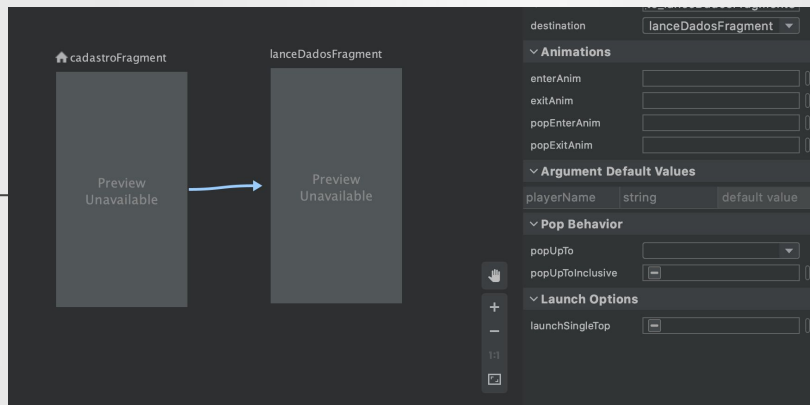 cadastroFragment
Preview
Unavailable
lanceDadosFragment
Preview
Unavailable
1:1
destination
lanceDadosFragment
Animations
enterAnim
exitAnim
popEnterAnim
popExitAnim
Argument Default Values
playerName string default value
Pop Behavior
popUpTo
popUpToInclusive
Launch Options
launchSingleTop